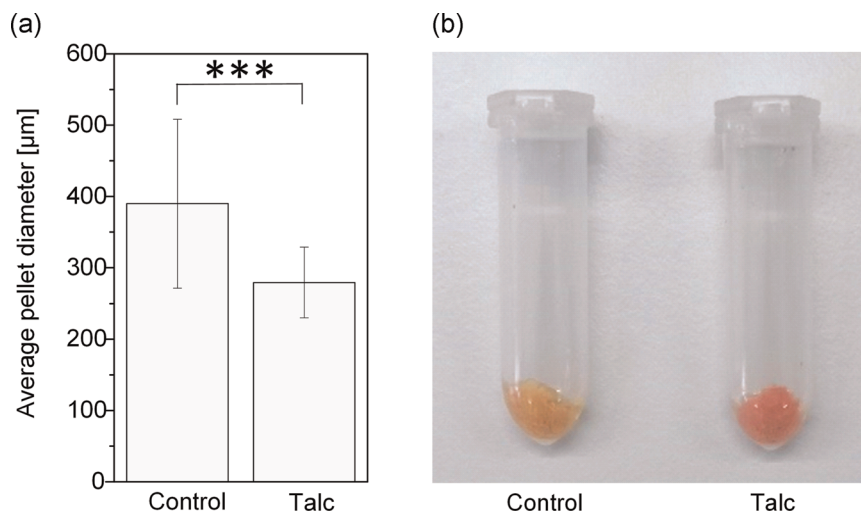 (a)
(b)
600
500
400
300
200
100
0
Average pellet diameter [µm]
***
Control
Talc
Control
Talc